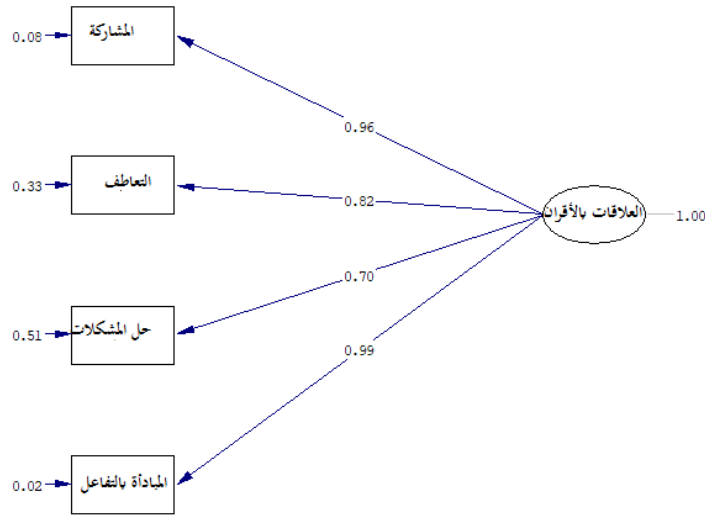 المشاركة
0.08
0.96
التعاطف
0.33
0.82
العلاقات بالأقران
1.00
0.70
حل المشكلات
0.51
0.99
المبادأة بالتفاعل
0.02